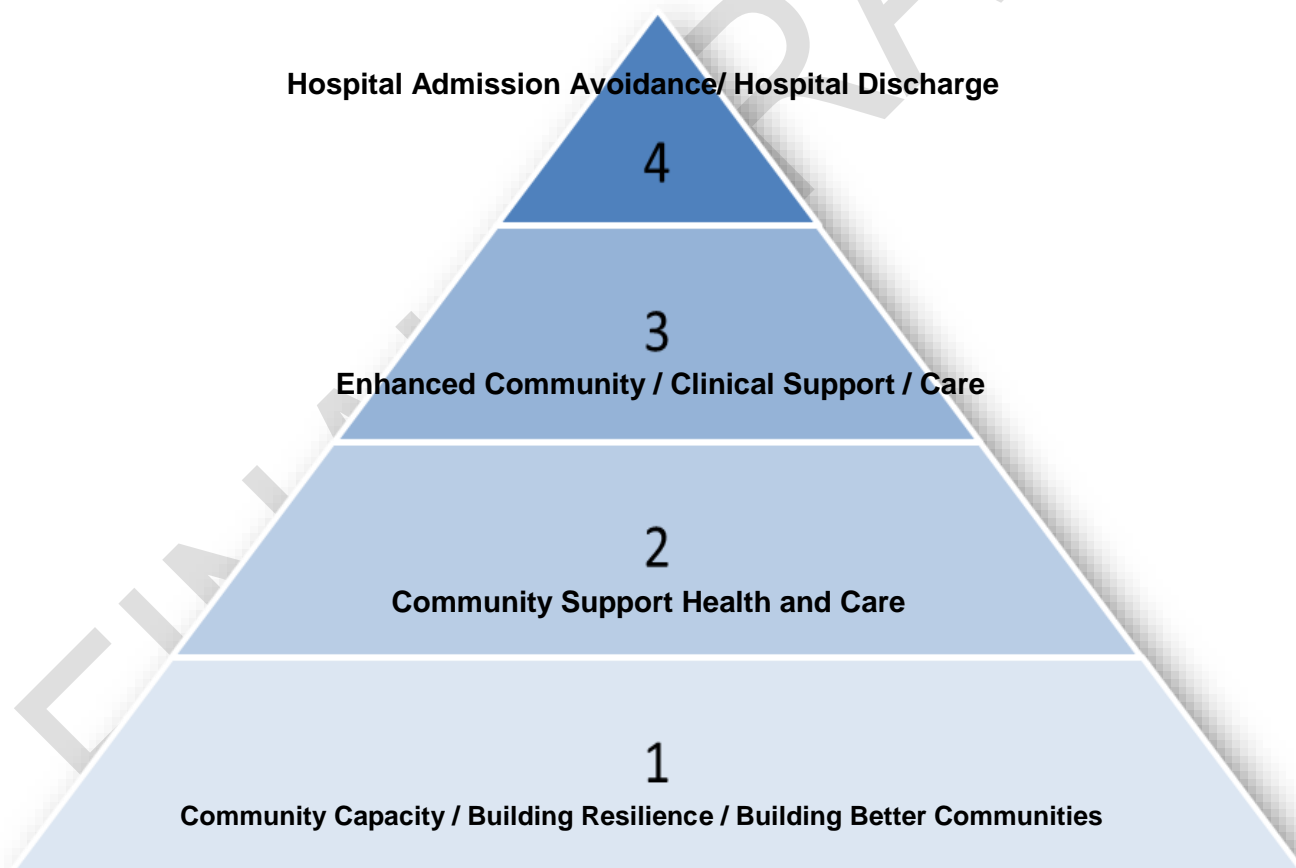 Hospital Admission Avoidance/ Hospital Discharge
4
3
Enhanced Community / Clinical Support / Care
2
Community Support Health and Care
1
Community Capacity / Building Resilience / Building Better Communities